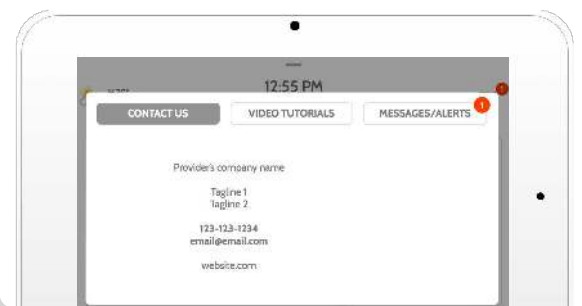 12:55 PM
1
CONTACT US
VIDEO TUTORIALS
MESSAGES/ALERTS
1
Provider's company name
Tagline 1
Tagline 2
123-123-1234
email@email.com
website.com